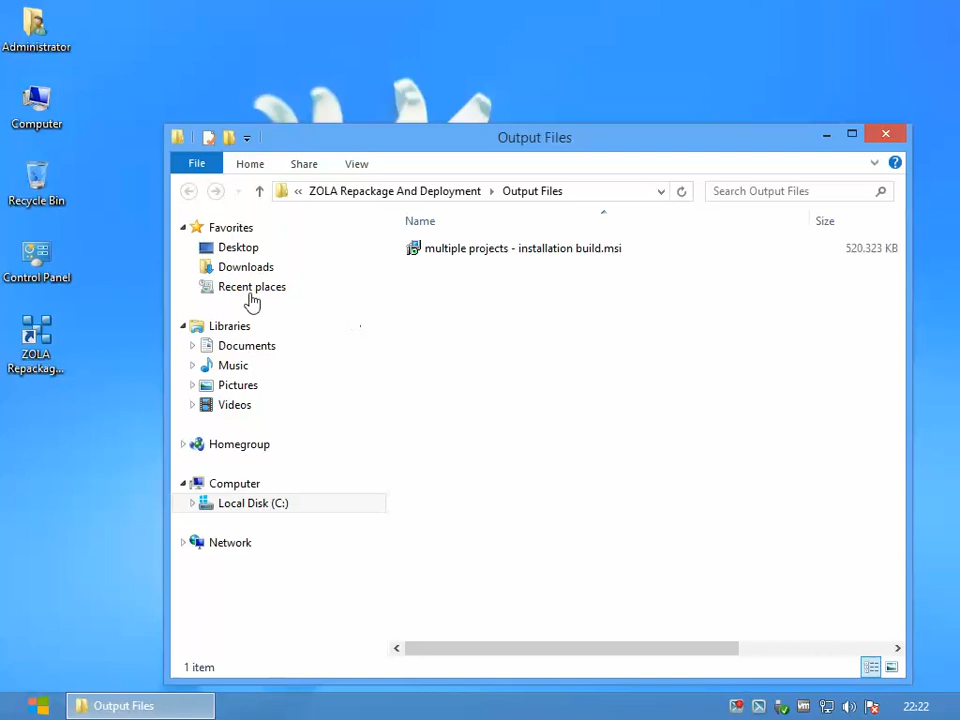 Administrator
Computer
Recycle Bin
Control Panel
ZOLA
Repackag...
Output Files
File
Home
Share
View
« ZOLA Repackage And Deployment
Output Files
Search Output Files
Favorites
Desktop
Downloads
Recent places
Libraries
Documents
Music
Pictures
Videos
Homegroup
Computer
Local Disk (C:)
Network
Name
Size
multiple projects - installation build.msi
520.323 KB
1 item
Output Files
22:22